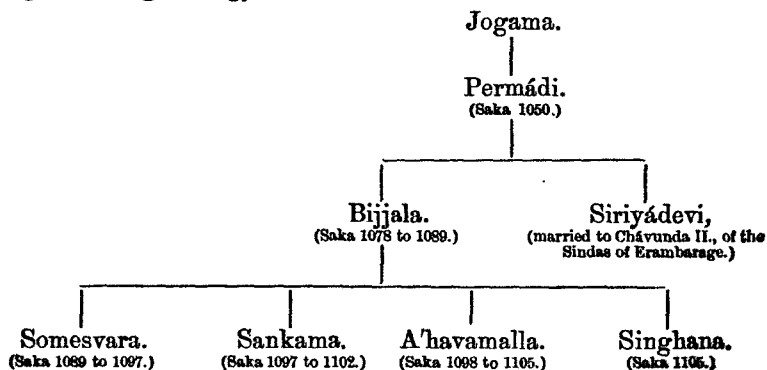 Jogama.
Permádi.
(Saka 1050.)
Bijjala.
(Saka 1078 to 1089.)
Siriyádevi,
(married to Chávunda II., of the
Sindas of Erambarage.)
Somesvara.
(Saka 1089 to 1097.)
Sankama.
(Saka 1097 to 1102.)
A'havamalla.
(Saka 1098 to 1105.)
Singhana.
(Saka 1105.)